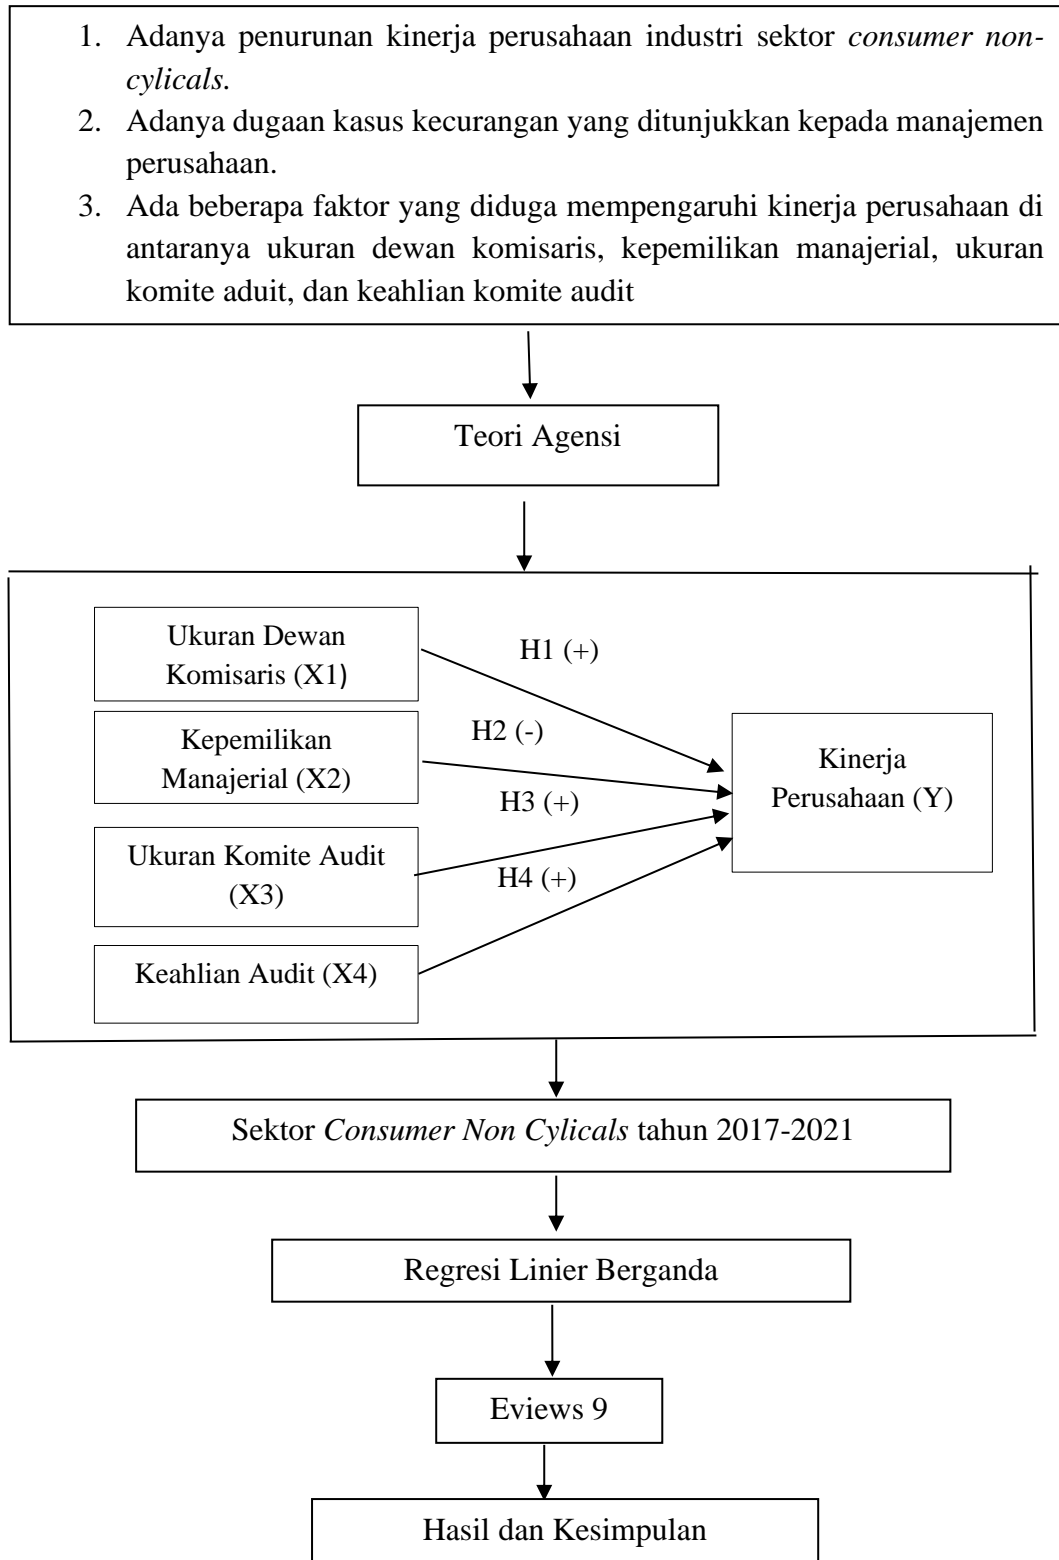 1. Adanya penurunan kinerja perusahaan industri sektor consumer non-
cylicals.
2. Adanya dugaan kasus kecurangan yang ditunjukkan kepada manajemen
perusahaan.
3. Ada beberapa faktor yang diduga mempengaruhi kinerja perusahaan di
antaranya ukuran dewan komisaris, kepemilikan manajerial, ukuran
komite aduit, dan keahlian komite audit
Teori Agensi
Ukuran Dewan
Komisaris (X1)
H1 (+)
Kepemilikan
Manajerial (X2)
H2 (-)
Ukuran Komite Audit
(X3)
H3 (+)
Keahlian Audit (X4)
H4 (+)
Kinerja
Perusahaan (Y)
Sektor Consumer Non Cylicals tahun 2017-2021
Regresi Linier Berganda
Eviews 9
Hasil dan Kesimpulan